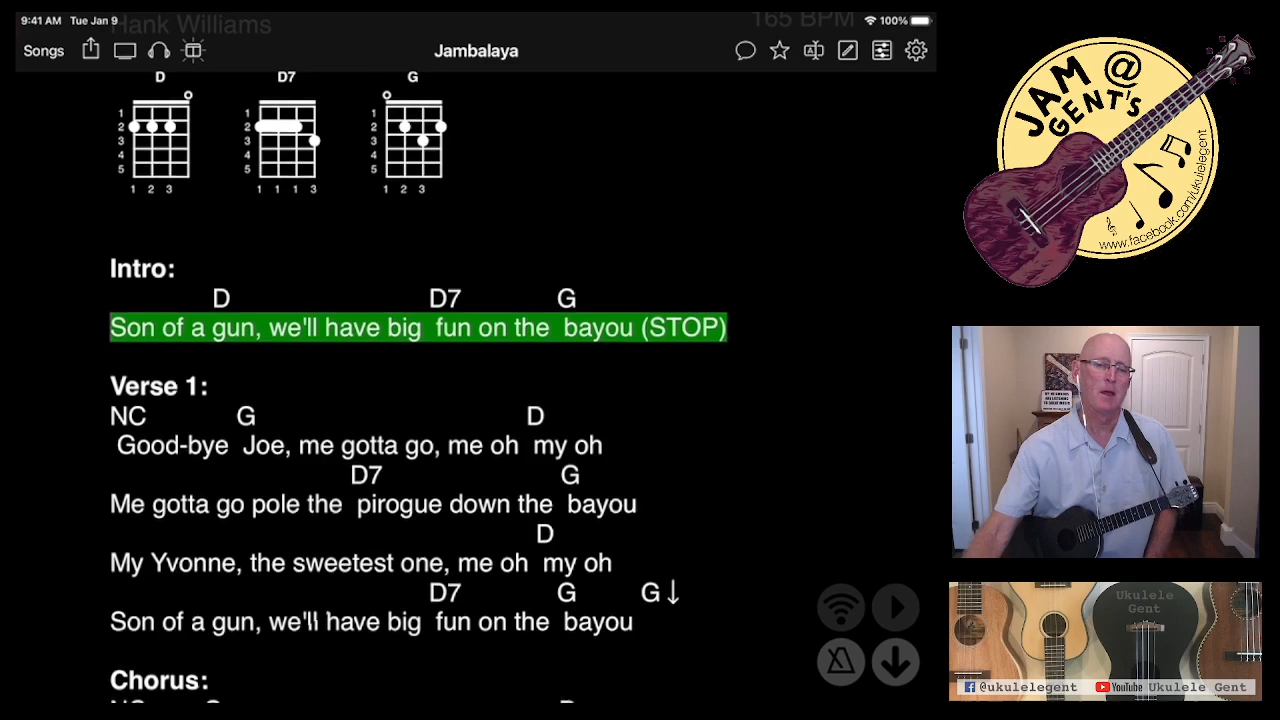 9:41 AM Tue Jan 9
100%
Hank Williams
165 BPM
Songs
Jambalaya
D D7 G
1 1 1
2 2 2
3 3 3
4 4 4
5 5 5
1 2 3 1 1 1 3 1 2 3
Intro:
D D7 G
Son of a gun, we'll have big fun on the bayou (STOP)
Verse 1:
NC G D
Good-bye Joe, me gotta go, me oh my oh
D7 G
Me gotta go pole the pirogue down the bayou
D
My Yvonne, the sweetest one, me oh my oh
D7 G G↓
Son of a gun, we'll have big fun on the bayou
Chorus:
JAM @
GENT'S
www.facebook.com/ukulelegent
Ukulele
Gent
@ukulelegent YouTube Ukulele Gent